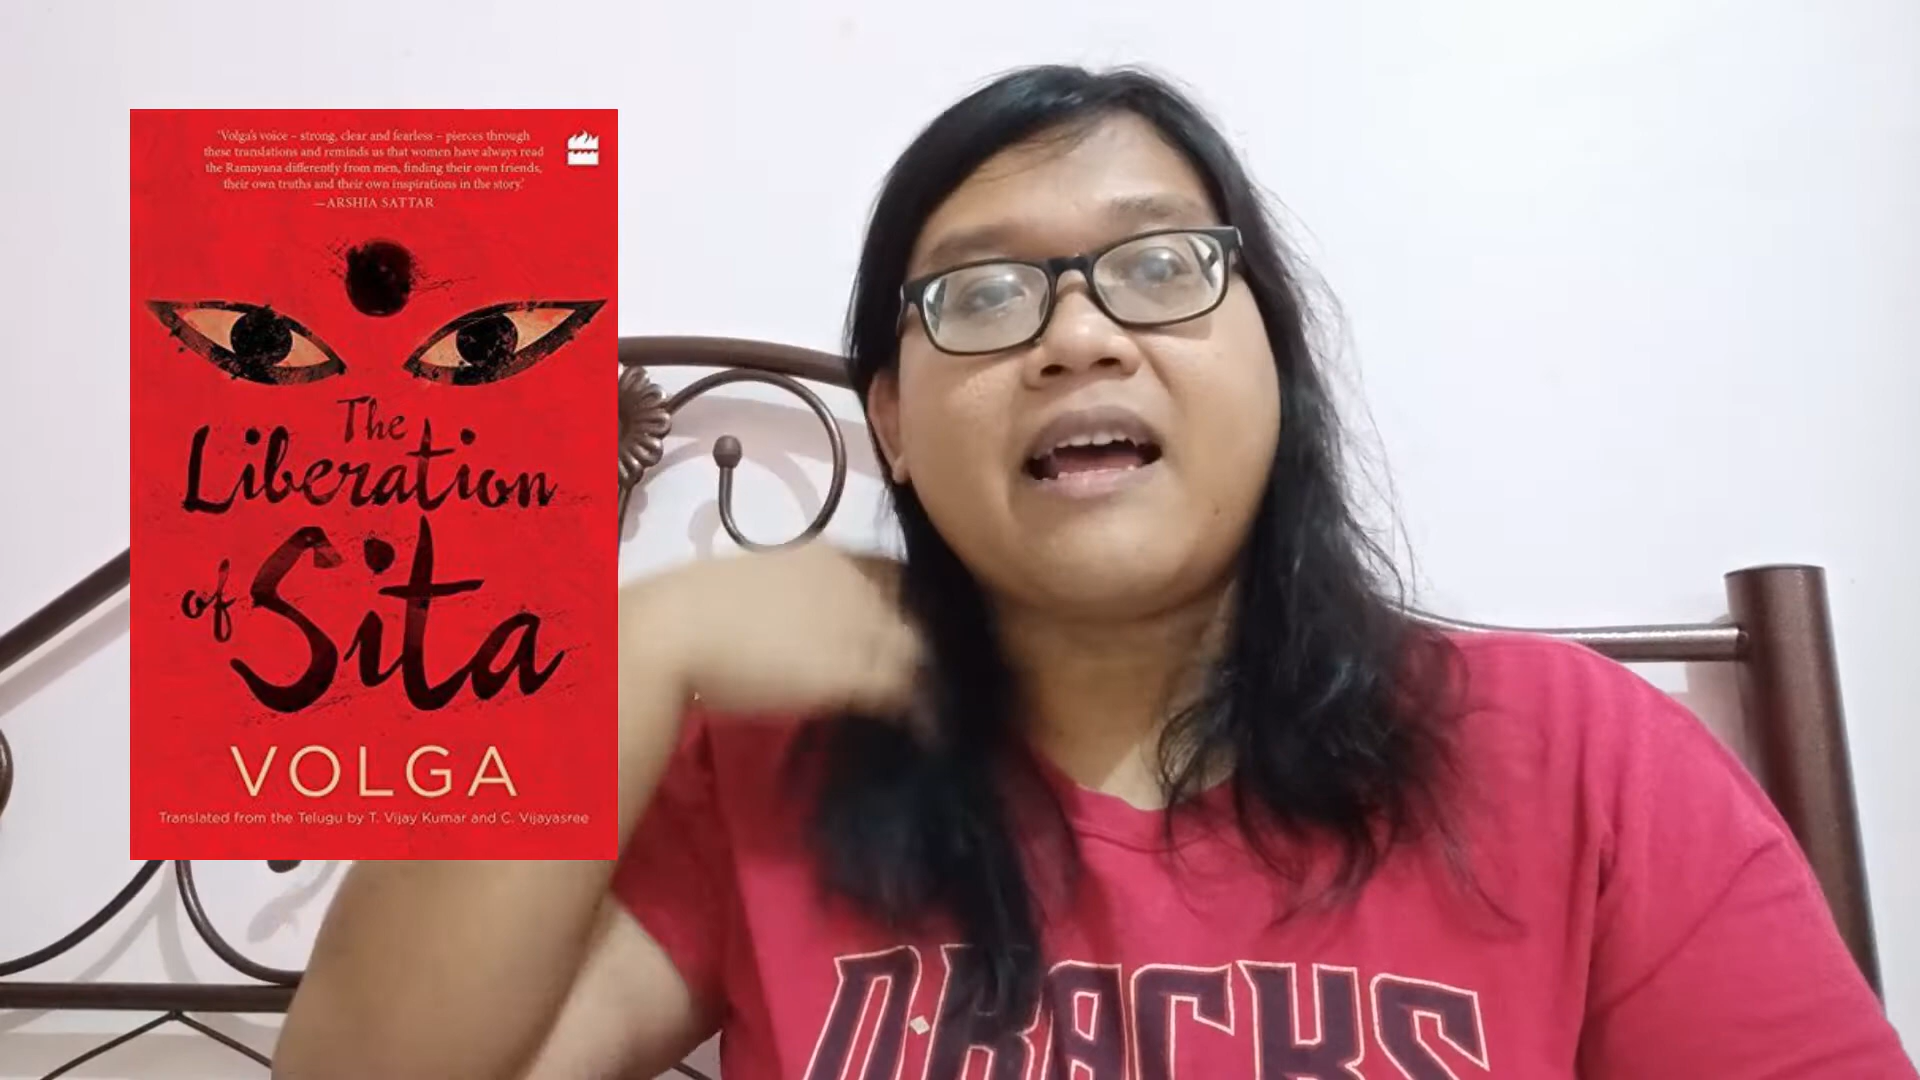 'Volga's voice – strong, clear and fearless – pierces through
these translations and reminds us that women have always read
the Ramayana differently from men, finding their own friends,
their own truths and their own inspirations in the story.'
—ARSHIA SATTAR
The
Liberation
of Sita
VOLGA
Translated from the Telugu by T. Vijay Kumar and C. Vijayasree
D·BACKS